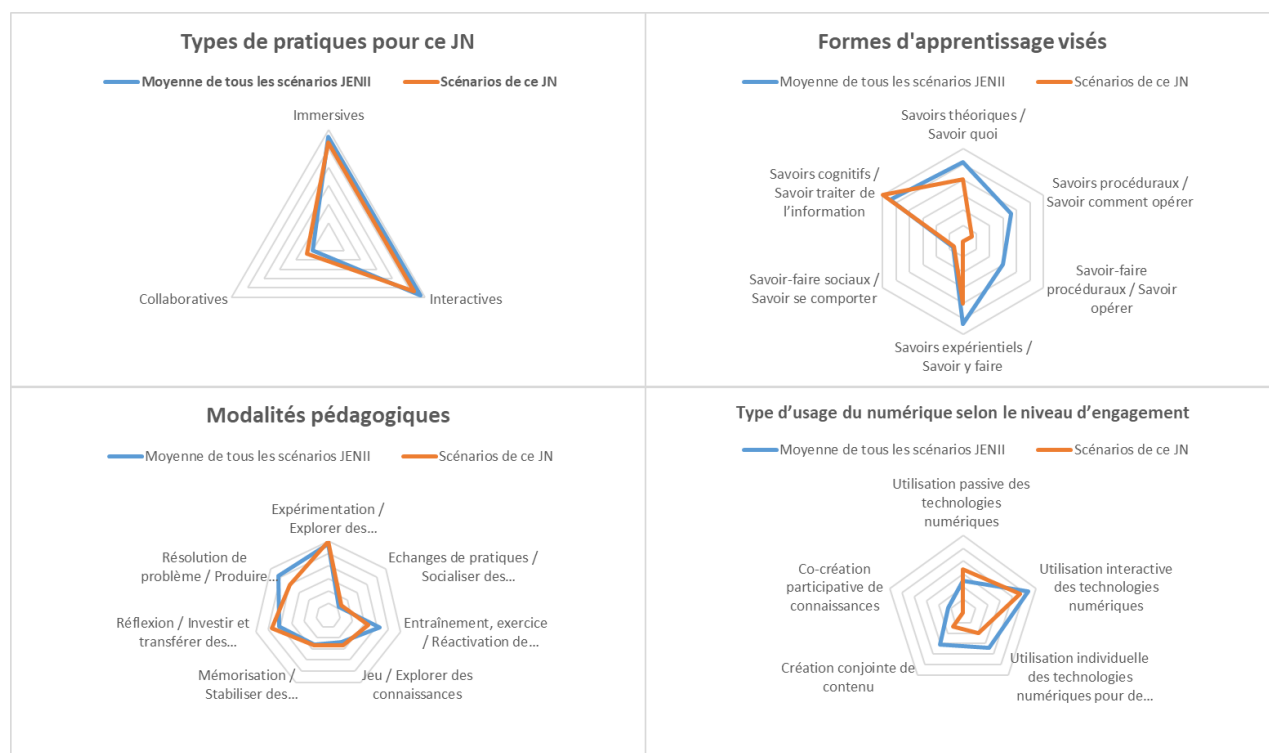 Types de pratiques pour ce JN
Moyenne de tous les scénarios JENII
Scénarios de ce JN
Immersives
Collaboratives
Interactives
Formes d'apprentissage visés
Moyenne de tous les scénarios JENII
Scénarios de ce JN
Savoirs théoriques /
Savoir quoi
Savoirs cognitifs /
Savoir traiter de
l'information
Savoirs procéduraux /
Savoir comment opérer
Savoir-faire sociaux /
Savoir se comporter
Savoir-faire
procéduraux / Savoir
opérer
Savoirs expérientiels /
Savoir y faire
Modalités pédagogiques
Moyenne de tous les scénarios JENII
Scénarios de ce JN
Expérimentation /
Explorer des...
Résolution de
problème / Produire...
Echanges de pratiques /
Socialiser des...
Réflexion / Investir et
transférer des...
Entraînement, exercice
/ Réactivation de...
Mémorisation /
Stabiliser des...
Jeu / Explorer des
connaissances
Type d’usage du numérique selon le niveau d’engagement
Moyenne de tous les scénarios JENII
Scénarios de ce JN
Utilisation passive des
technologies
numériques
Co-création
participative de
connaissances
Utilisation interactive
des technologies
numériques
Création conjointe de
contenu
Utilisation individuelle
des technologies
numériques pour de...